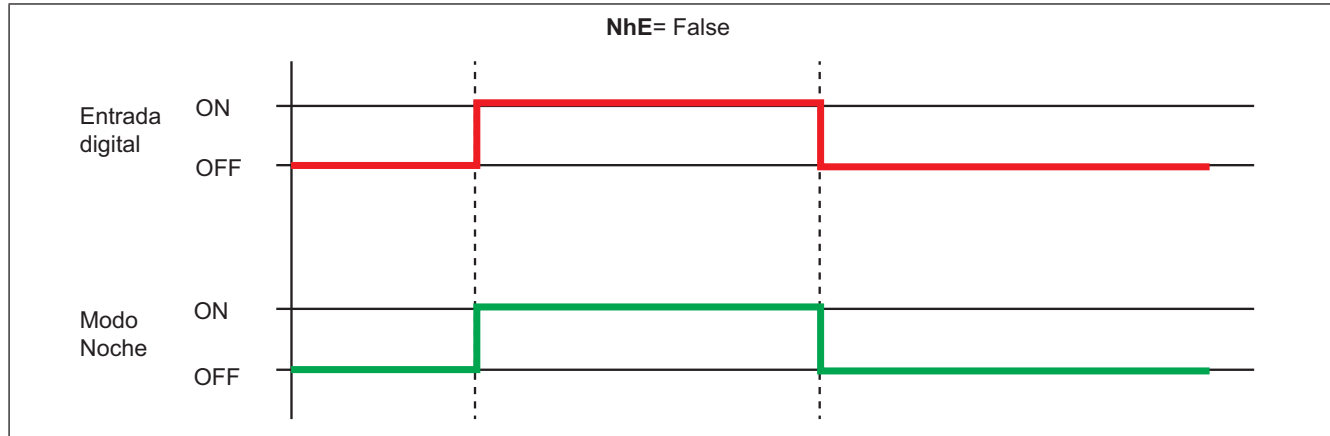 NhE= False
Entrada
digital
ON
OFF
Modo
Noche
ON
OFF